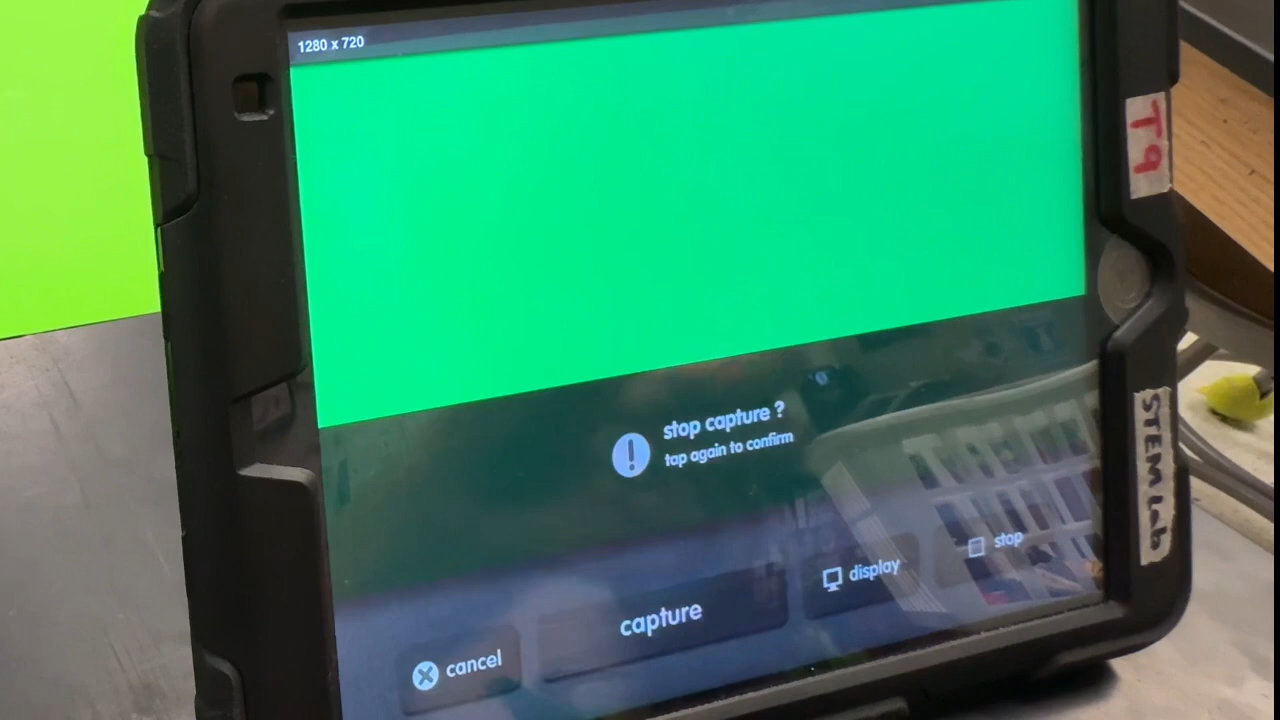 1280 x 720
T9
stop capture ?
tap again to confirm
STEM Lab
display
stop
capture
cancel